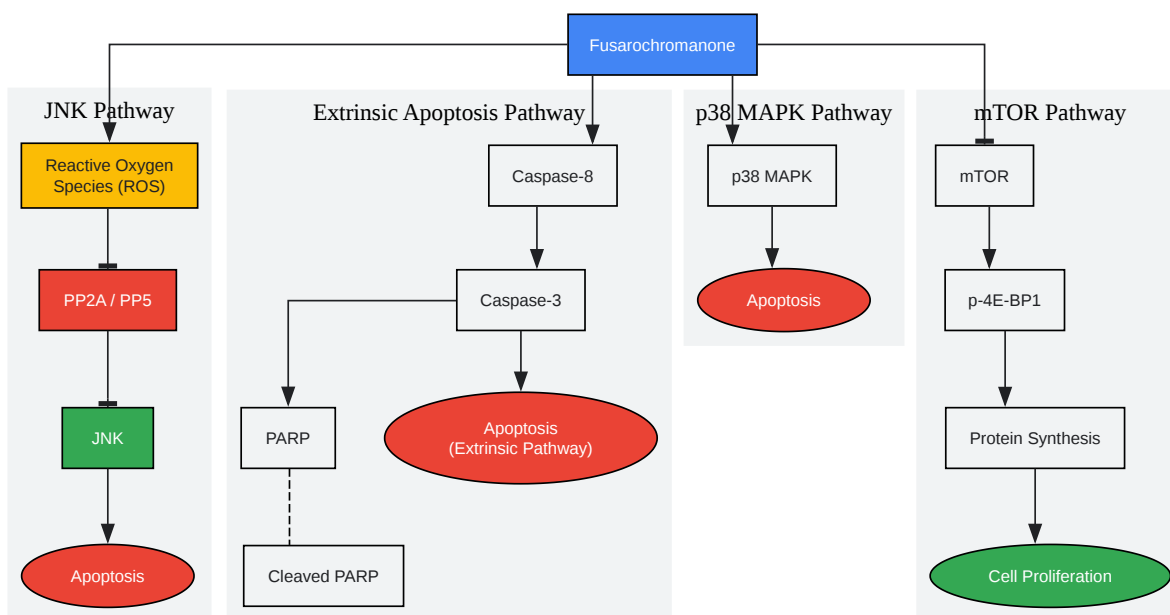 Fusarochromanone
JNK Pathway
Extrinsic Apoptosis Pathway
p38 MAPK Pathway
mTOR Pathway
Reactive Oxygen
Species (ROS)
Caspase-8
p38 MAPK
mTOR
PP2A / PP5
Caspase-3
Apoptosis
p-4E-BP1
JNK
PARP
Apoptosis
(Extrinsic Pathway)
Protein Synthesis
Apoptosis
Cleaved PARP
Cell Proliferation